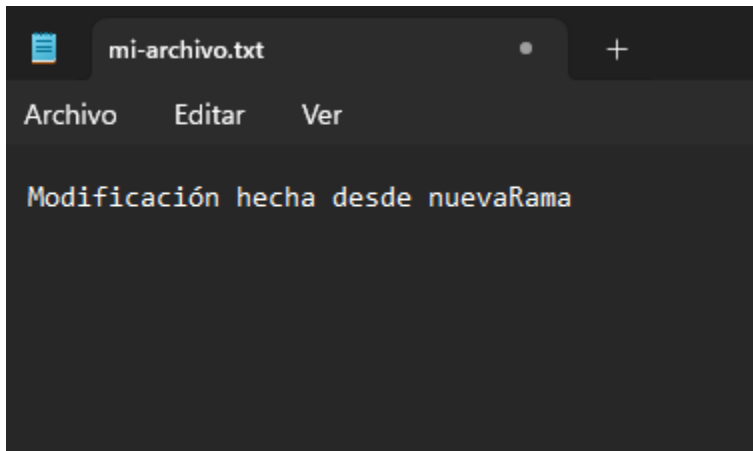 mi-archivo.txt
Archivo Editar Ver
Modificación hecha desde nuevaRama